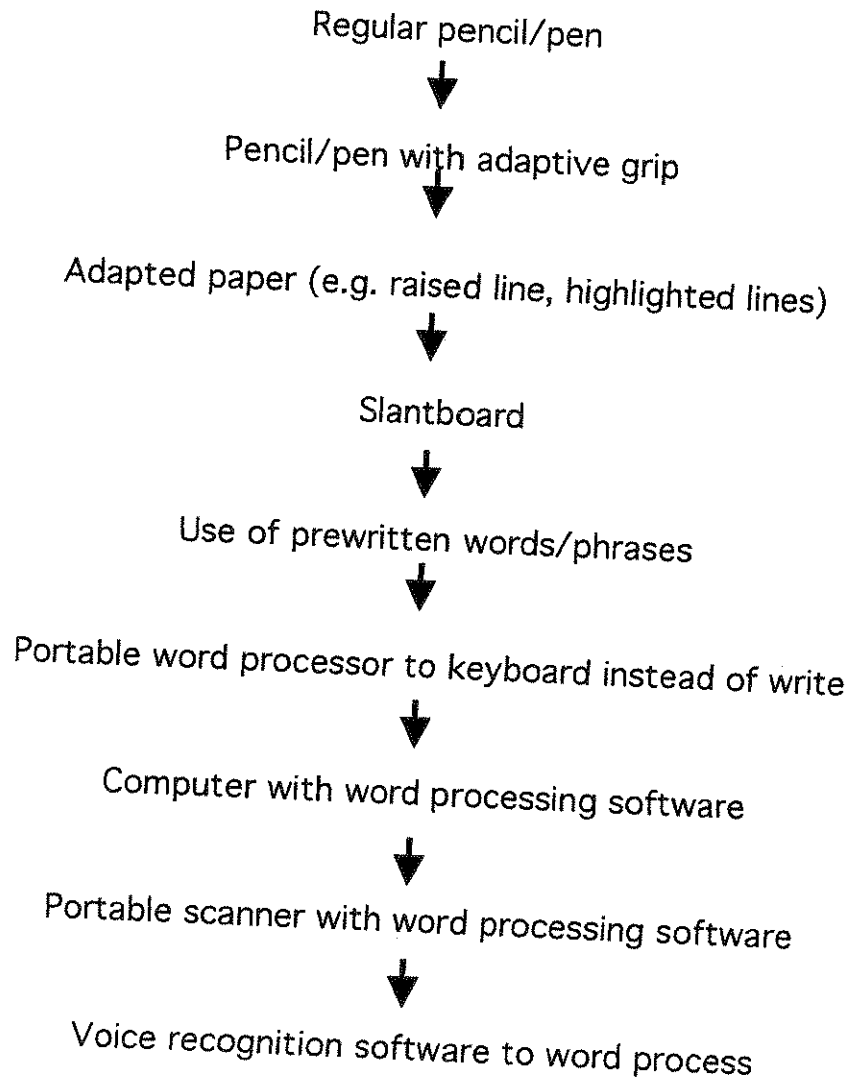 Regular pencil/pen
Pencil/pen with adaptive grip
Adapted paper (e.g. raised line, highlighted lines)
Slantboard
Use of prewritten words/phrases
Portable word processor to keyboard instead of write
Computer with word processing software
Portable scanner with word processing software
Voice recognition software to word process